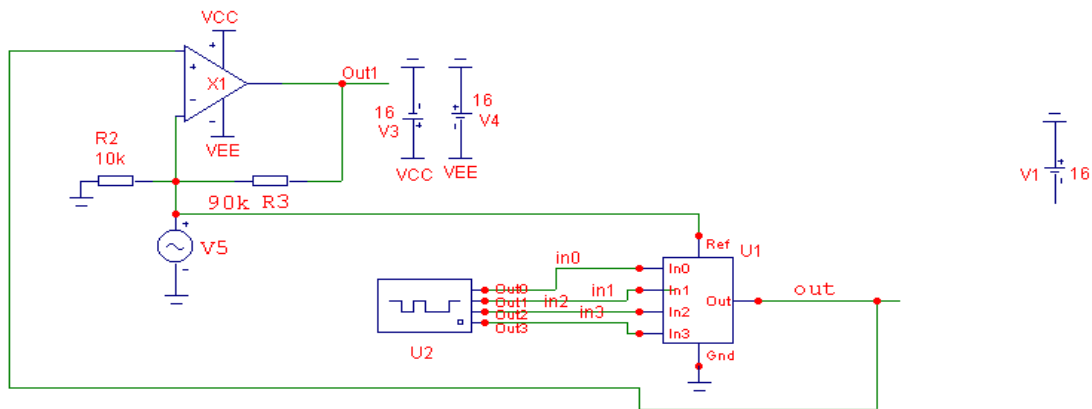 VCC
X1
VEE
Out1
R2
10k
90k R3
V5
16
V3
VCC
16
V4
VEE
V1 16
Ref
U1
in0
in1
in2
in3
Out0
Out1
Out2
Out3
U2
In0
In1
In2
In3
Out
out
Gnd